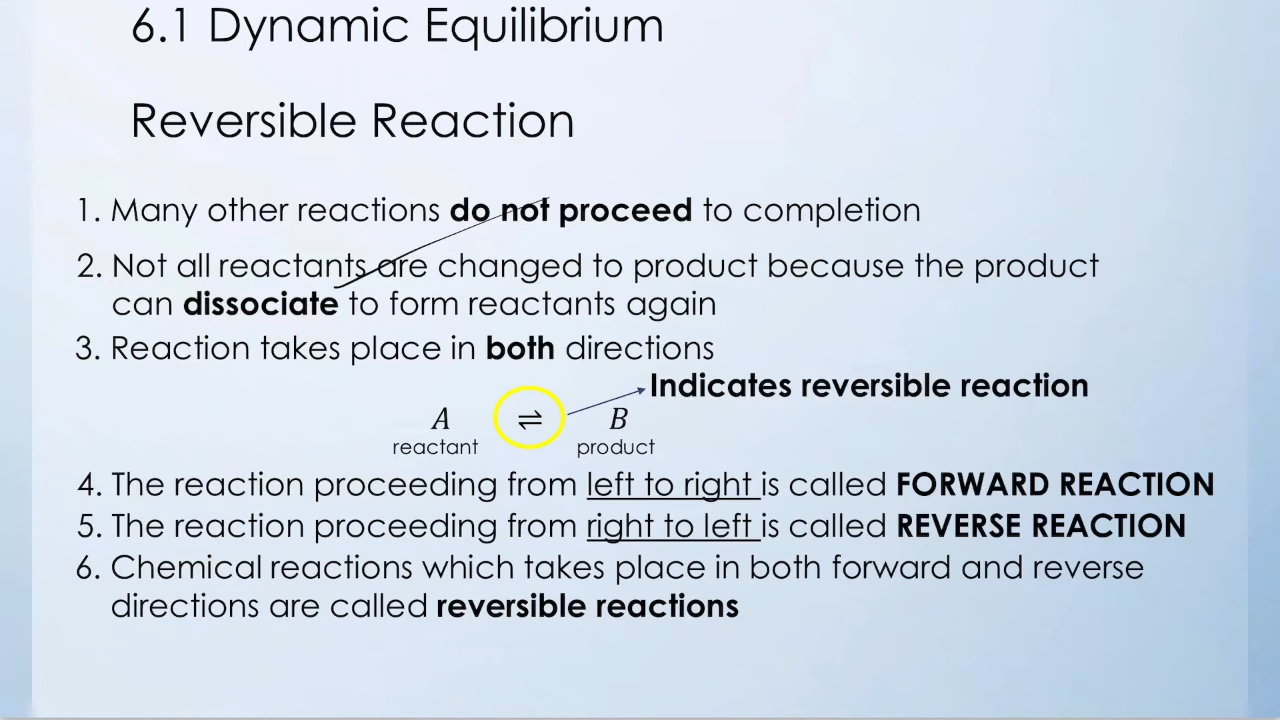 6.1 Dynamic Equilibrium
Reversible Reaction
1. Many other reactions do not proceed to completion
2. Not all reactants are changed to product because the product
can dissociate to form reactants again
3. Reaction takes place in both directions
Indicates reversible reaction
A ⇌ B
reactant product
4. The reaction proceeding from left to right is called FORWARD REACTION
5. The reaction proceeding from right to left is called REVERSE REACTION
6. Chemical reactions which takes place in both forward and reverse
directions are called reversible reactions